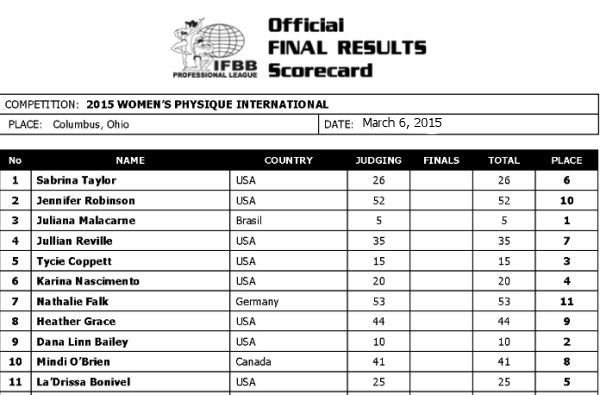 Official
FINAL RESULTS
Scorecard
IFBB
PROFESSIONAL LEAGUE
COMPETITION: 2015 WOMEN'S PHYSIQUE INTERNATIONAL
PLACE: Columbus, Ohio DATE: March 6, 2015
No NAME COUNTRY JUDGING FINALS TOTAL PLACE
1 Sabrina Taylor USA 26 26 6
2 Jennifer Robinson USA 52 52 10
3 Juliana Malacarne Brasil 5 5 1
4 Jullian Reville USA 35 35 7
5 Tycie Coppett USA 15 15 3
6 Karina Nascimento USA 20 20 4
7 Nathalie Falk Germany 53 53 11
8 Heather Grace USA 44 44 9
9 Dana Linn Bailey USA 10 10 2
10 Mindi O'Brien Canada 41 41 8
11 La'Drissa Bonivel USA 25 25 5